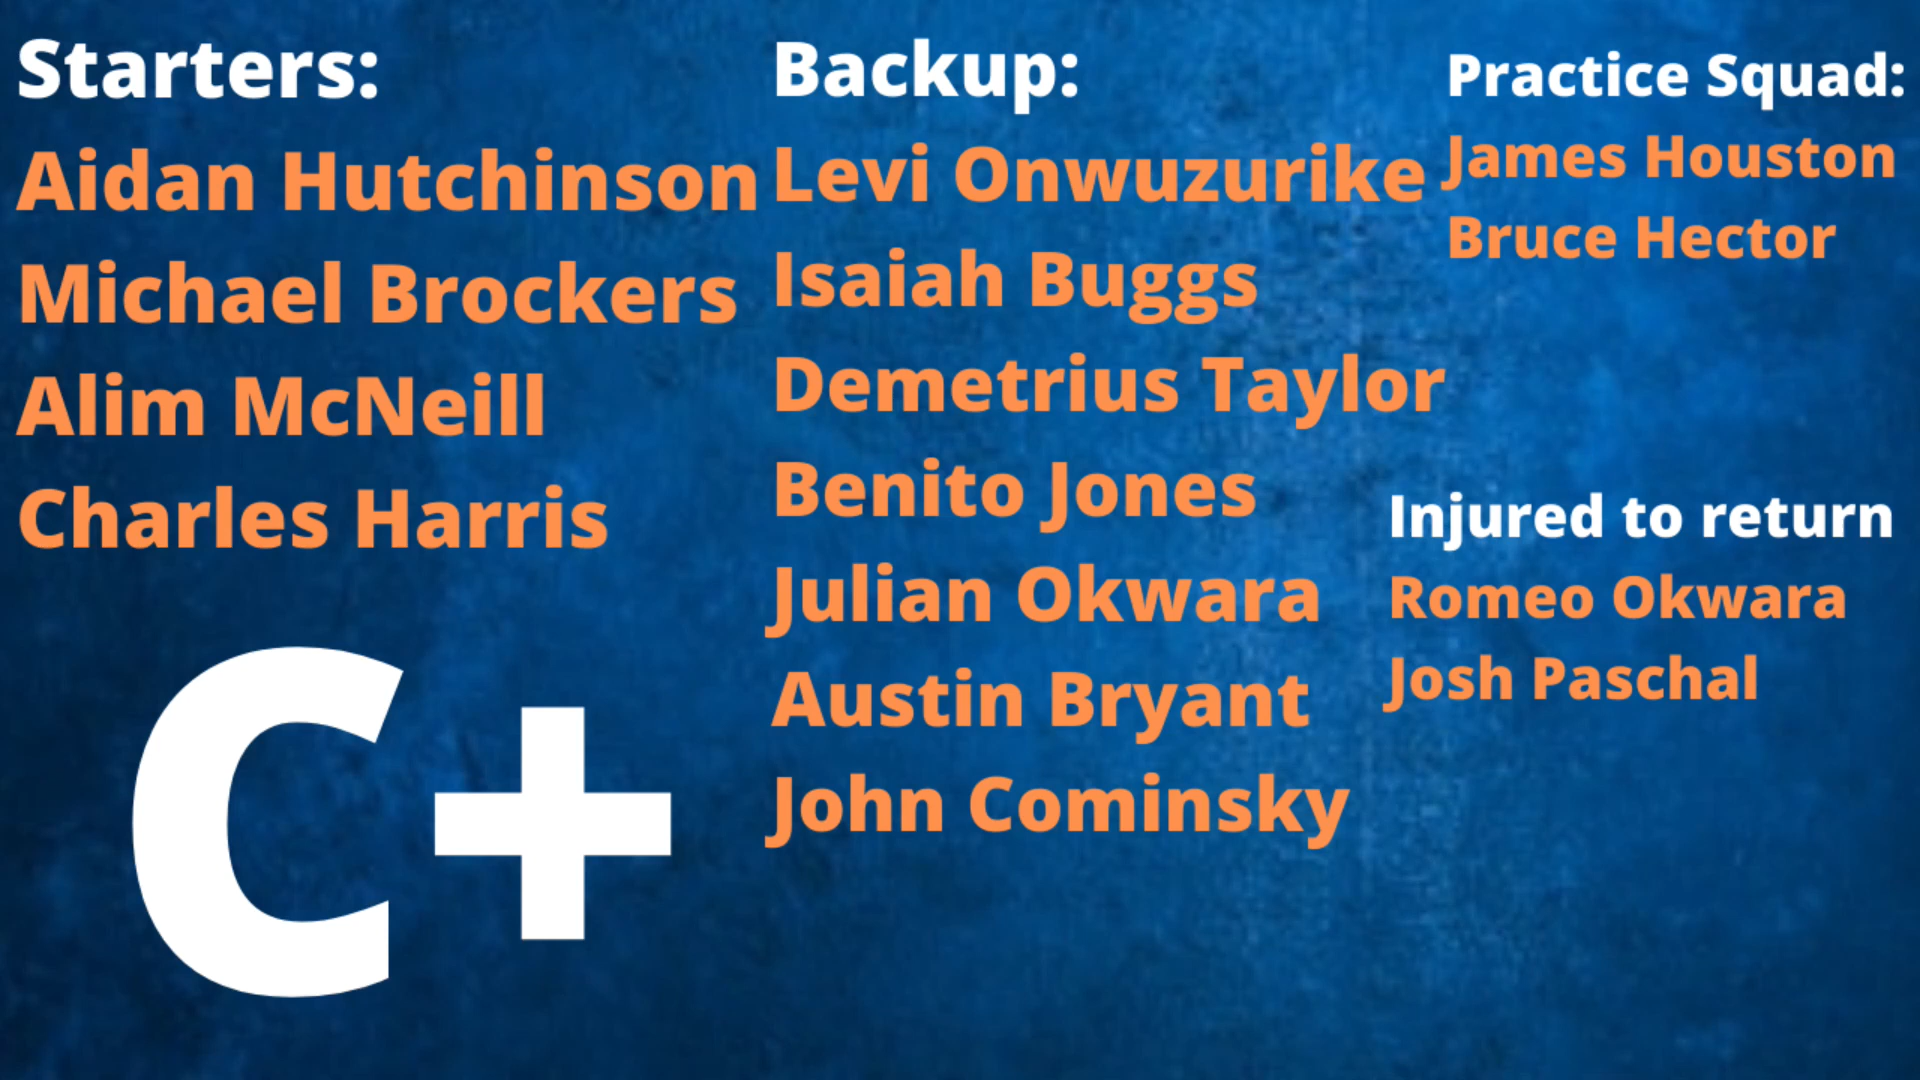 Starters:
Aidan Hutchinson
Michael Brockers
Alim McNeill
Charles Harris
C+
Backup:
Levi Onwuzurike
Isaiah Buggs
Demetrius Taylor
Benito Jones
Julian Okwara
Austin Bryant
John Cominsky
Practice Squad:
James Houston
Bruce Hector
Injured to return
Romeo Okwara
Josh Paschal